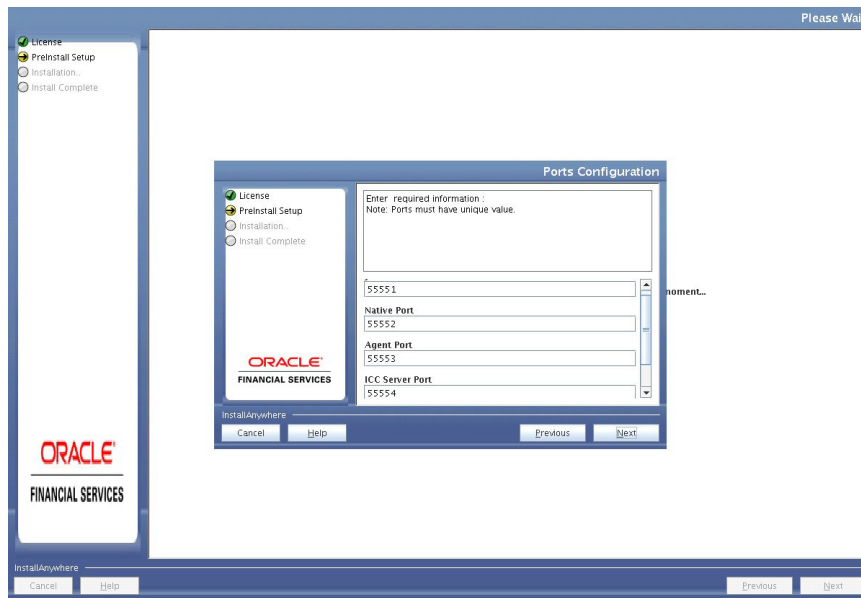 Please Wai
License
PreInstall Setup
Installation..
Install Complete
Ports Configuration
License
PreInstall Setup
Installation..
Install Complete
Enter required information :
Note: Ports must have unique value.
55551
Native Port
55552
Agent Port
55553
ICC Server Port
55554
noment...
ORACLE
FINANCIAL SERVICES
InstallAnywhere
Cancel
Help
Previous
Next
ORACLE
FINANCIAL SERVICES
InstallAnywhere
Cancel
Help
Previous
Next